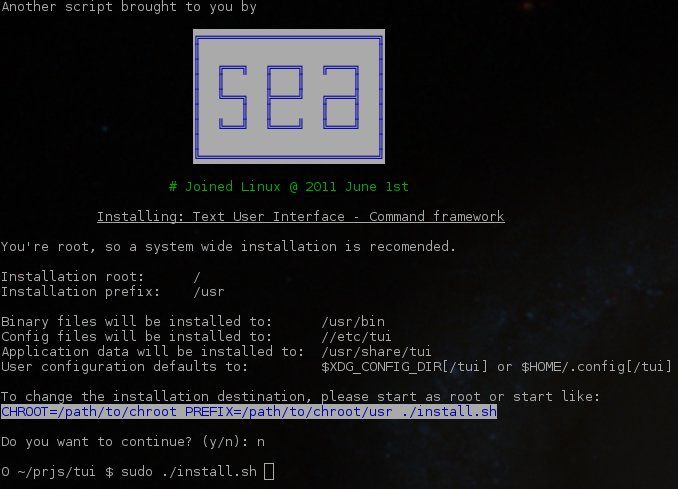 Another script brought to you by
sea
# Joined Linux @ 2011 June 1st
Installing: Text User Interface - Command framework
You're root, so a system wide installation is recomended.
Installation root: /
Installation prefix: /usr
Binary files will be installed to: /usr/bin
Config files will be installed to: //etc/tui
Application data will be installed to: /usr/share/tui
User configuration defaults to: $XDG_CONFIG_DIR[/tui] or $HOME/.config[/tui]
To change the installation destination, please start as root or start like:
CHROOT=/path/to/chroot PREFIX=/path/to/chroot/usr ./install.sh
Do you want to continue? (y/n): n
0 ~/prjs/tui $ sudo ./install.sh